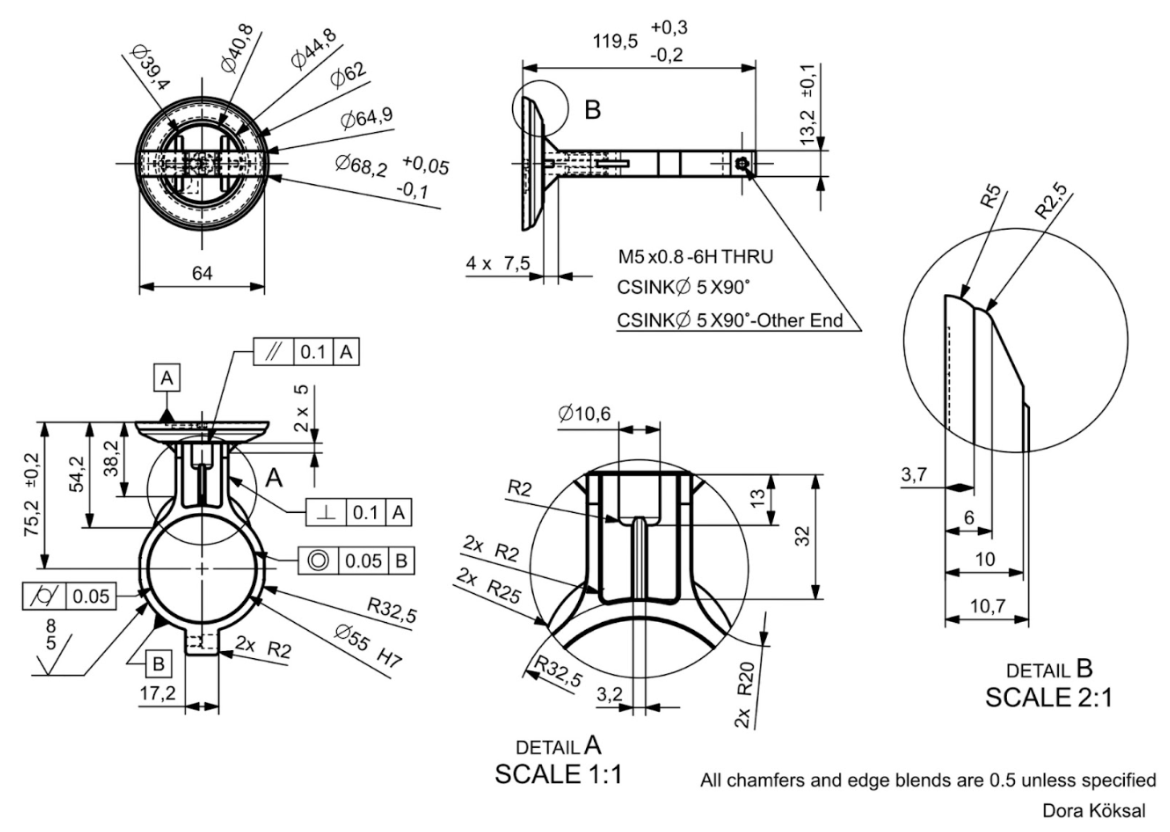 Ø39,4
Ø40,8
Ø44,8
Ø62
Ø64,9
Ø68,2 +0,05
-0,1
64
119,5 +0,3
-0,2
B
13,2 ±0,1
4 x 7,5
M5 x0.8 -6H THRU
CSINKØ 5 X90°
CSINKØ 5 X90°-Other End
// 0.1 A
A
2 x 5
75,2 ±0,2
54,2
38,2
A
⊥ 0.1 A
◎ 0.05 B
⌭ 0.05
8
5
B
R32,5
Ø55 H7
2x R2
17,2
Ø10,6
R2
13
32
2x R2
2x R25
R32,5
3,2
2x R20
DETAIL A
SCALE 1:1
R5
R2,5
3,7
6
10
10,7
DETAIL B
SCALE 2:1
All chamfers and edge blends are 0.5 unless specified
Dora Köksal